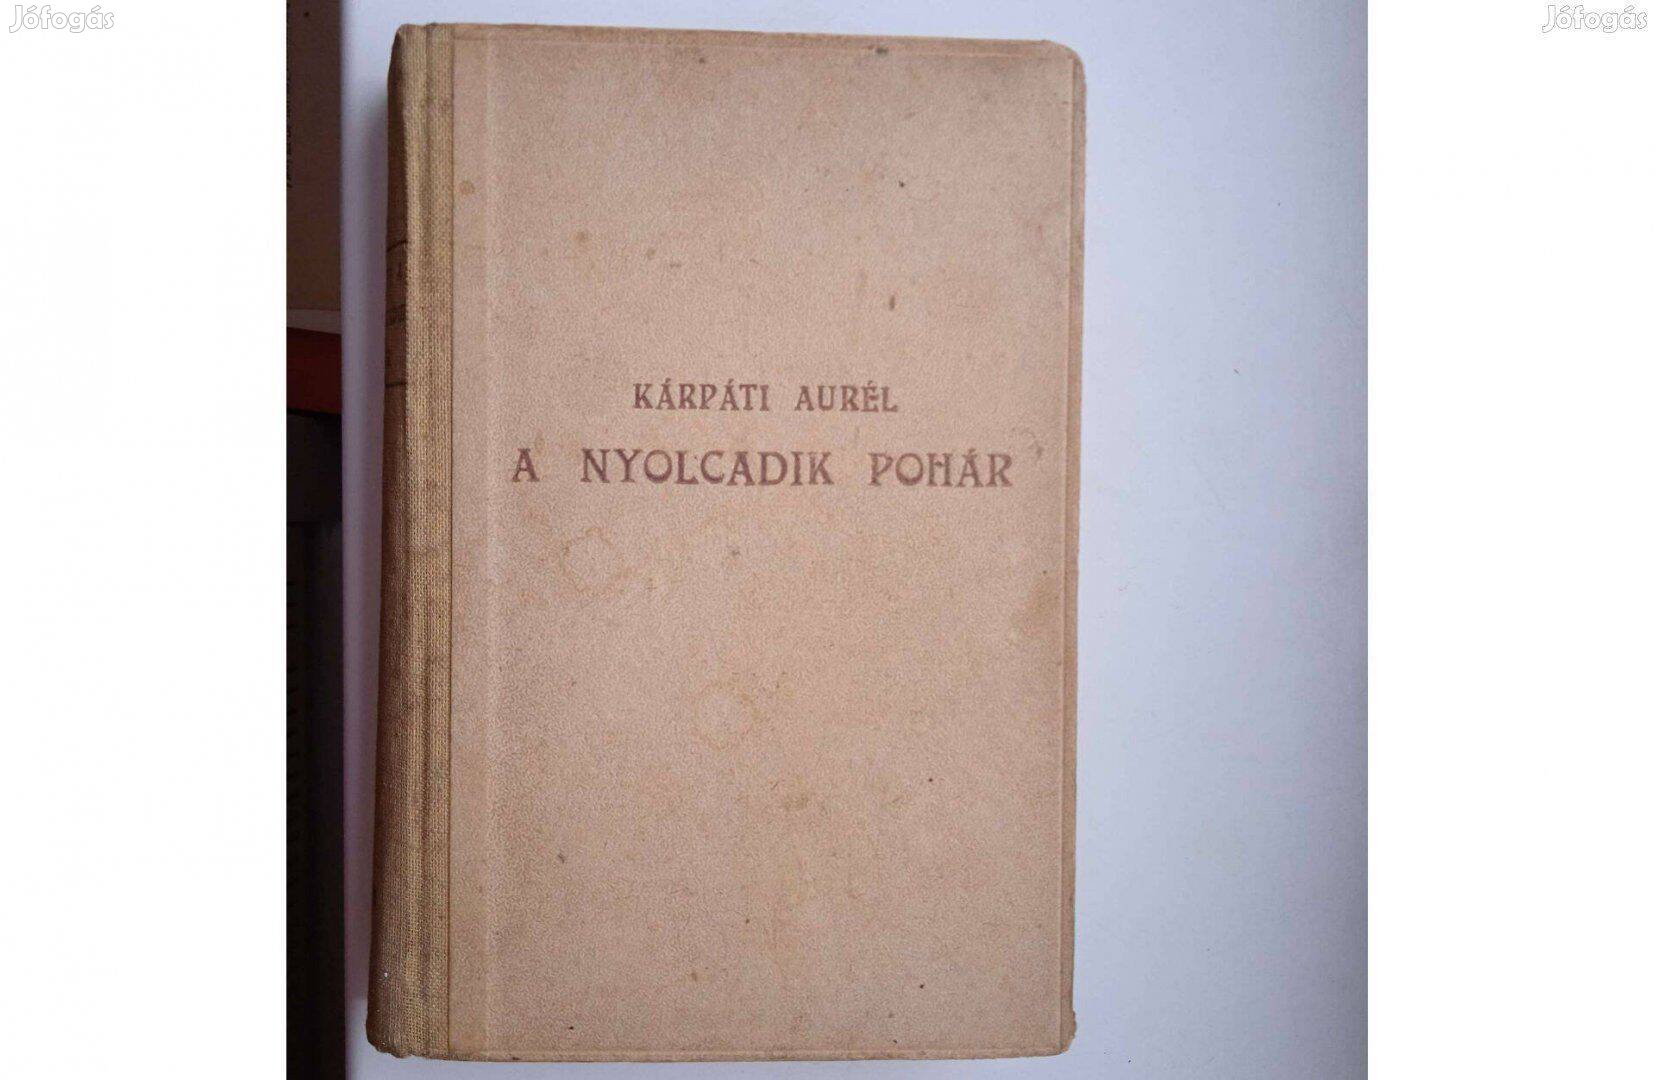 Jófogás
Jófogás
KÁRPÁTI AURÉL
A NYOLCADIK POHÁR